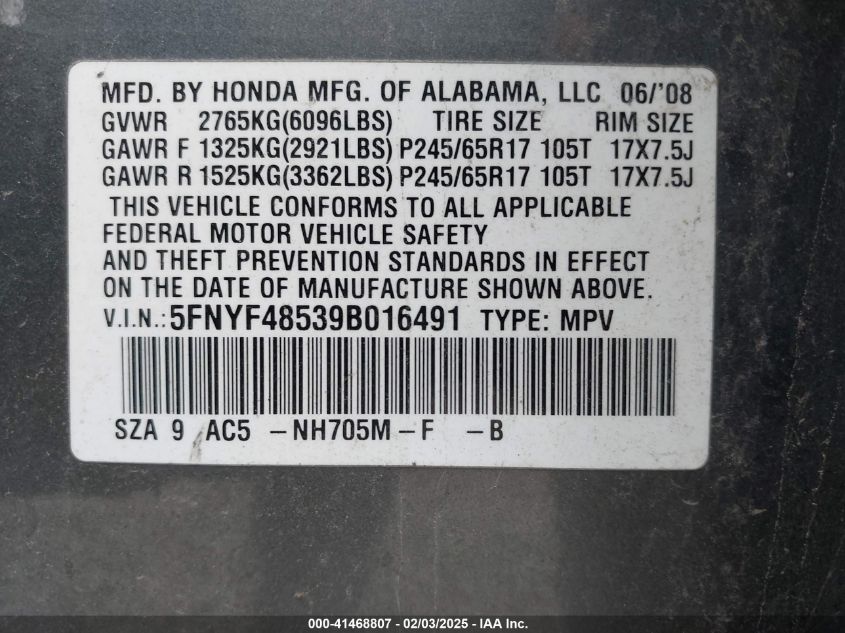 MFD. BY HONDA MFG. OF ALABAMA, LLC 06/'08
GVWR 2765KG(6096LBS) TIRE SIZE RIM SIZE
GAWR F 1325KG(2921LBS) P245/65R17 105T 17X7.5J
GAWR R 1525KG(3362LBS) P245/65R17 105T 17X7.5J
THIS VEHICLE CONFORMS TO ALL APPLICABLE
FEDERAL MOTOR VEHICLE SAFETY
AND THEFT PREVENTION STANDARDS IN EFFECT
ON THE DATE OF MANUFACTURE SHOWN ABOVE.
V.I.N.: 5FNYF48539B016491 TYPE: MPV
SZA 9 AC5 -NH705M-F -B
000-41468807 - 02/03/2025 - IAA Inc.